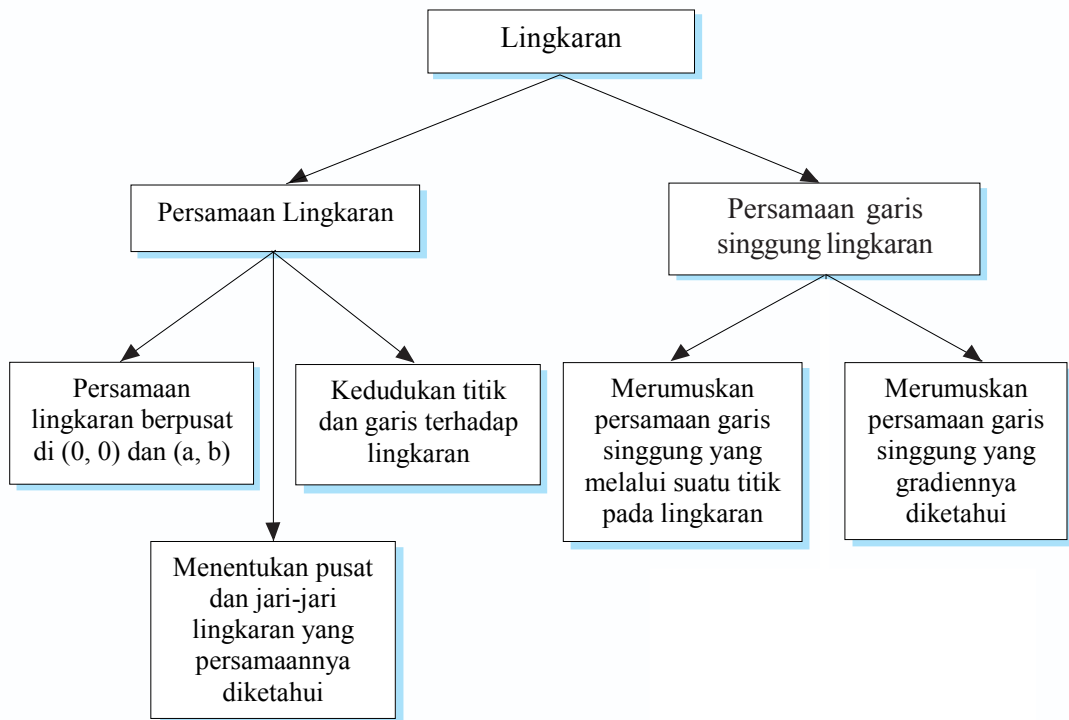 Lingkaran
Persamaan Lingkaran
Persamaan garis
singgung lingkaran
Persamaan
lingkaran berpusat
di (0, 0) dan (a, b)
Kedudukan titik
dan garis terhadap
lingkaran
Merumuskan
persamaan garis
singgung yang
melalui suatu titik
pada lingkaran
Merumuskan
persamaan garis
singgung yang
gradiennya
diketahui
Menentukan pusat
dan jari-jari
lingkaran yang
persamaannya
diketahui